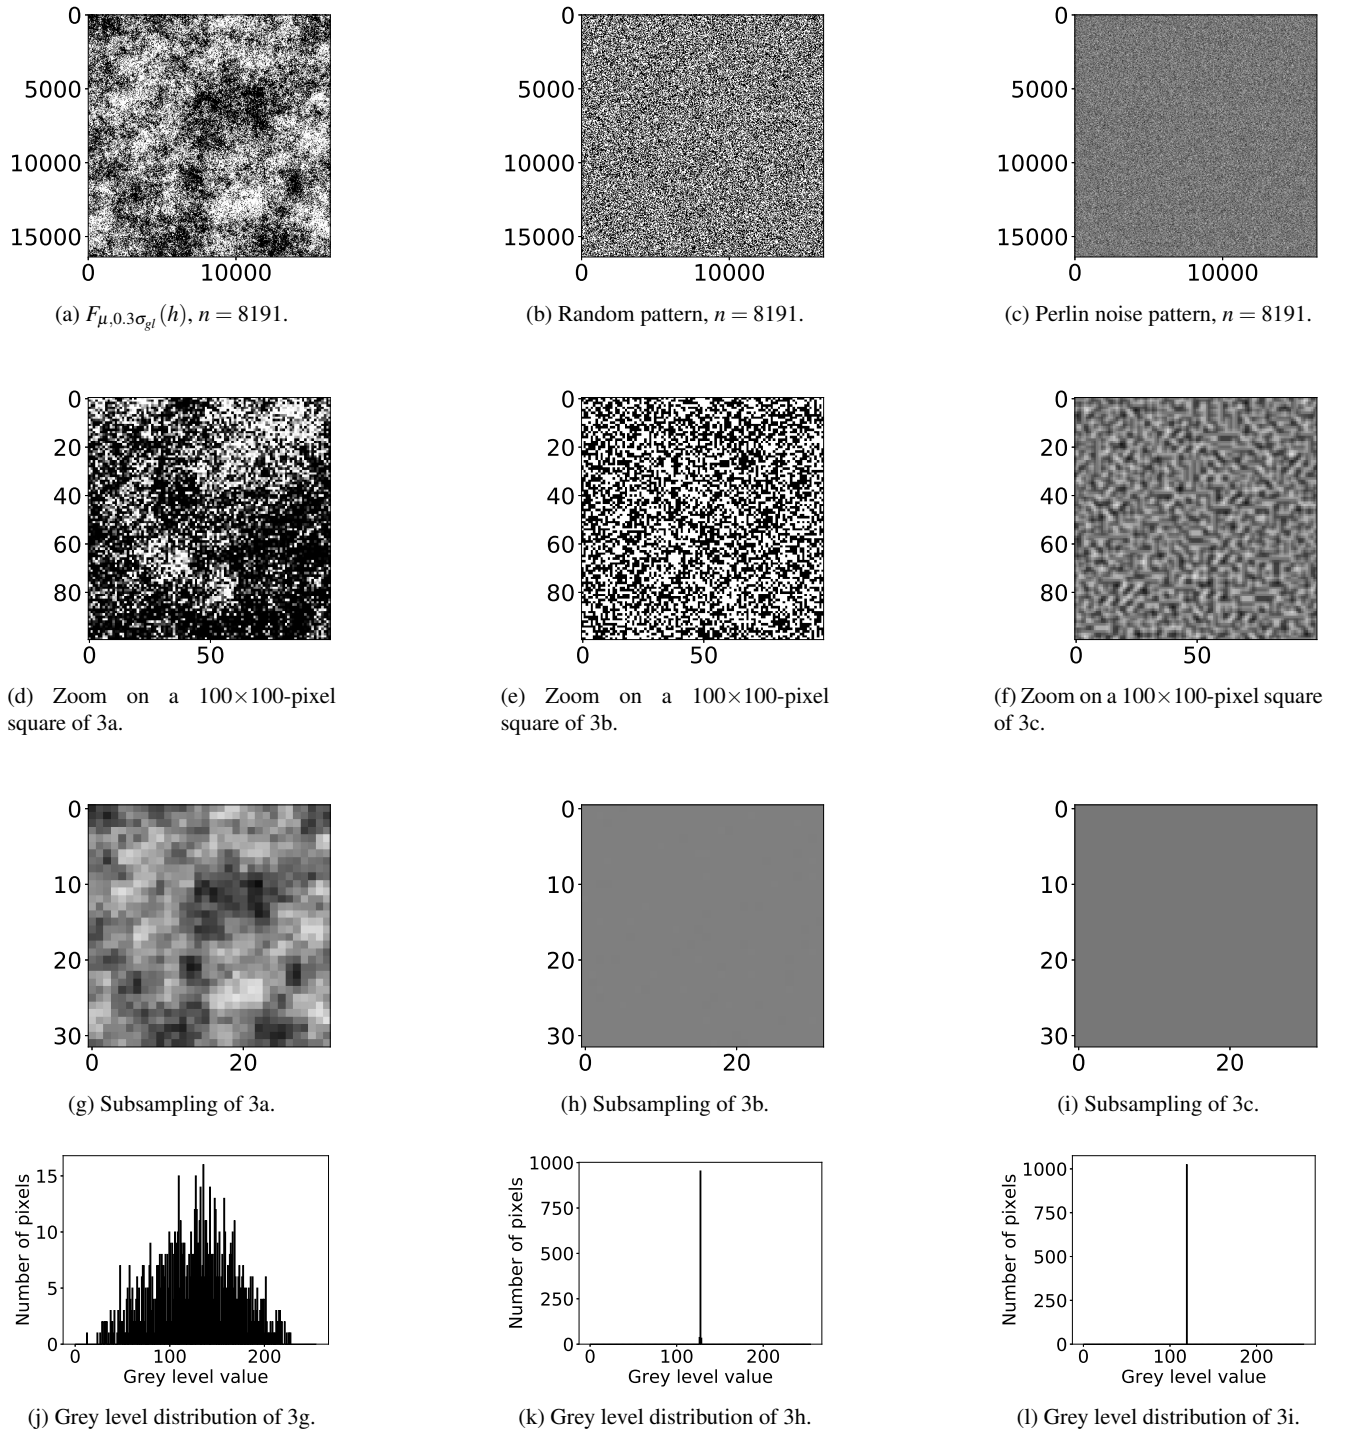 0
5000
10000
15000
0 10000
0
5000
10000
15000
0 10000
0
5000
10000
15000
0 10000
(a) Fμ,0.3σgl(h), n = 8191.
(b) Random pattern, n = 8191.
(c) Perlin noise pattern, n = 8191.
0
20
40
60
80
0 50
0
20
40
60
80
0 50
0
20
40
60
80
0 50
(d) Zoom on a 100×100-pixel
square of 3a.
(e) Zoom on a 100×100-pixel
square of 3b.
(f) Zoom on a 100×100-pixel square
of 3c.
0
10
20
30
0 20
0
10
20
30
0 20
0
10
20
30
0 20
(g) Subsampling of 3a.
(h) Subsampling of 3b.
(i) Subsampling of 3c.
Number of pixels
15
10
5
0
0 100 200
Grey level value
Number of pixels
1000
750
500
250
0
0 100 200
Grey level value
Number of pixels
1000
750
500
250
0
0 100 200
Grey level value
(j) Grey level distribution of 3g.
(k) Grey level distribution of 3h.
(l) Grey level distribution of 3i.